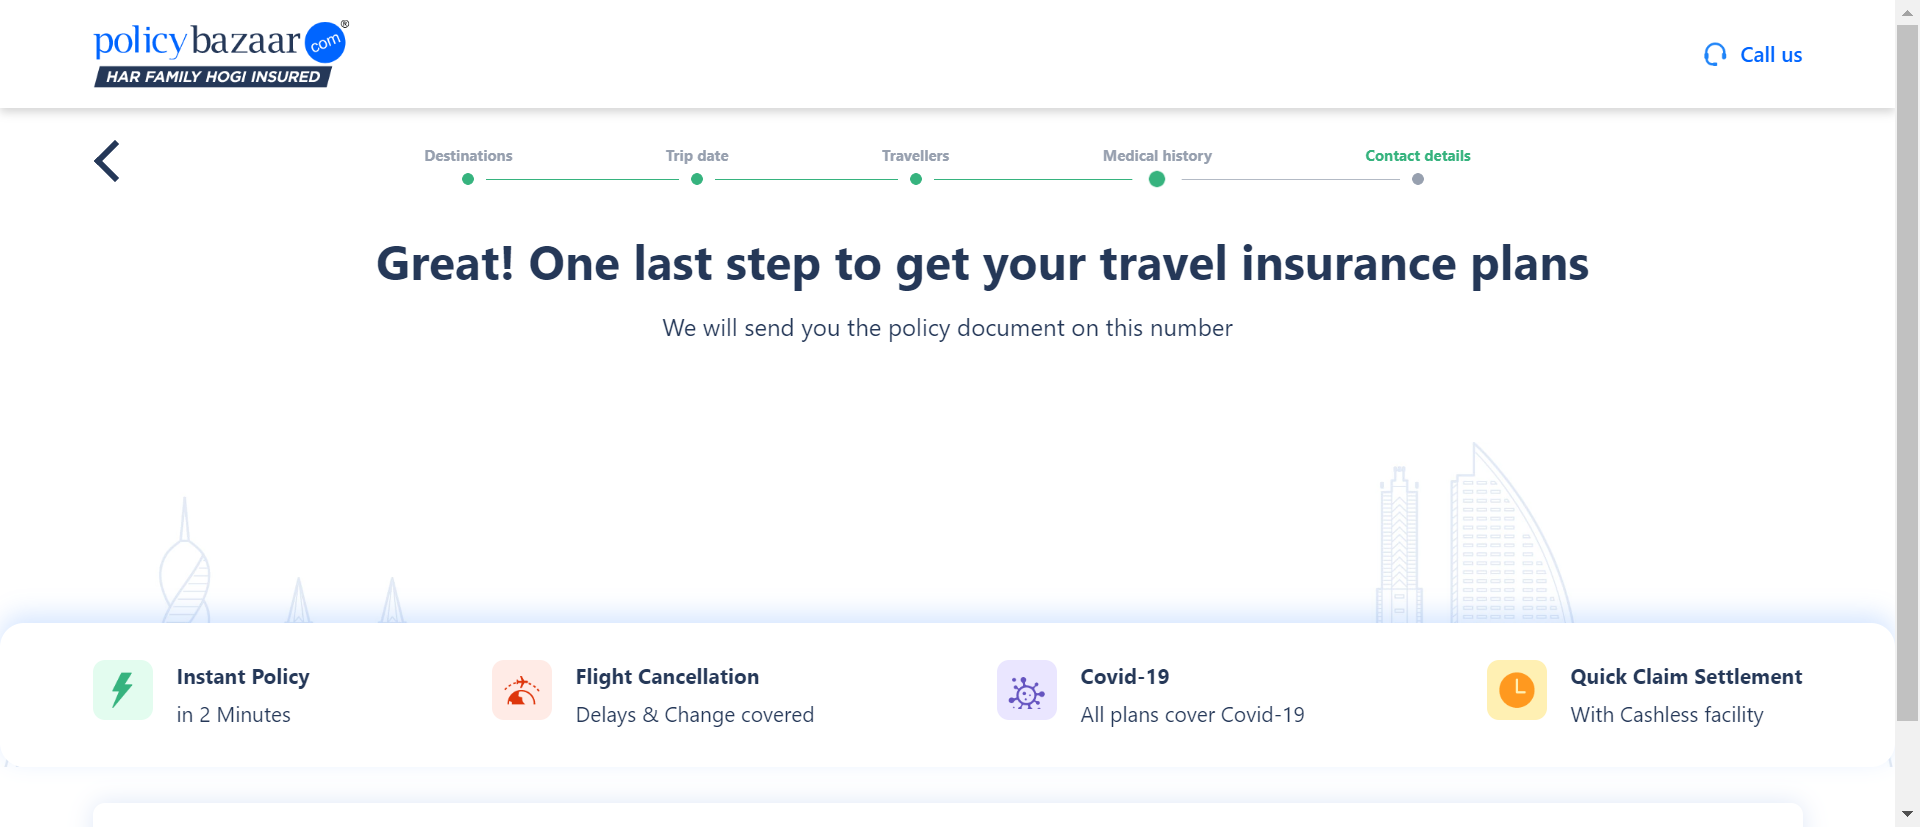 policybazaar com ®
HAR FAMILY HOGI INSURED
Call us
Destinations
Trip date
Travellers
Medical history
Contact details
Great! One last step to get your travel insurance plans
We will send you the policy document on this number
Instant Policy
in 2 Minutes
Flight Cancellation
Delays & Change covered
Covid-19
All plans cover Covid-19
Quick Claim Settlement
With Cashless facility